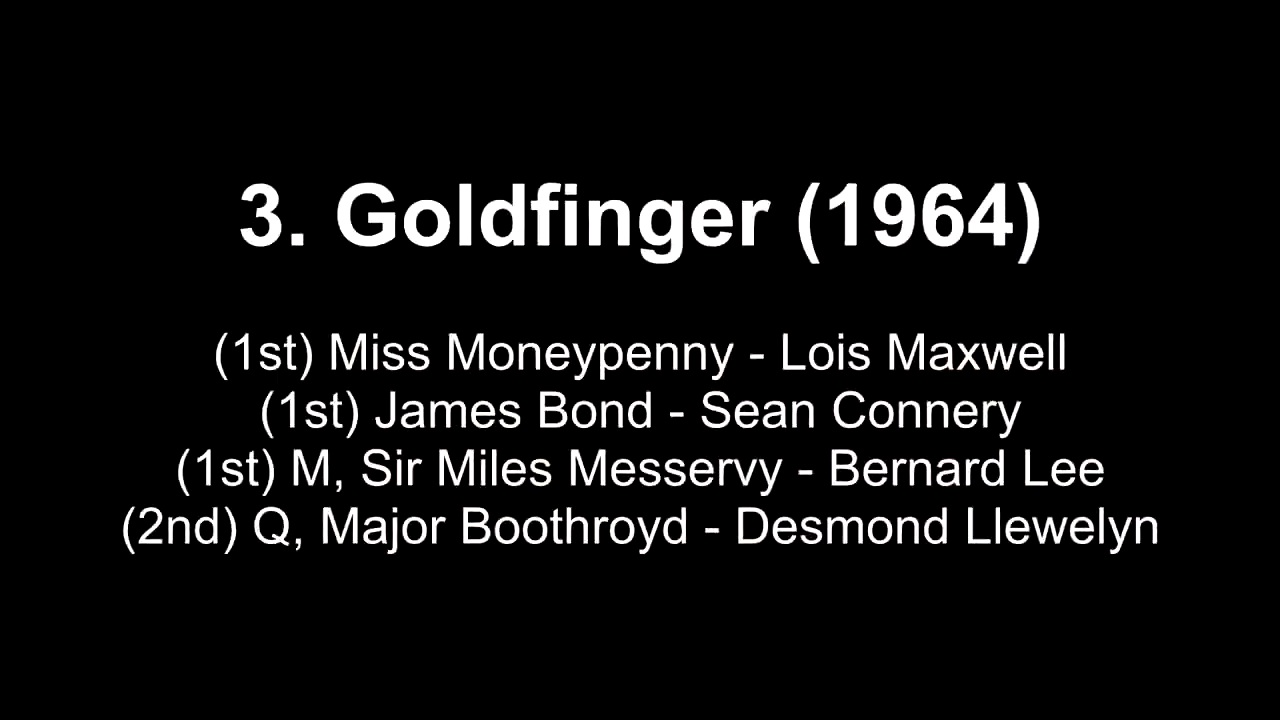 3. Goldfinger (1964)
(1st) Miss Moneypenny - Lois Maxwell
(1st) James Bond - Sean Connery
(1st) M, Sir Miles Messervy - Bernard Lee
(2nd) Q, Major Boothroyd - Desmond Llewelyn